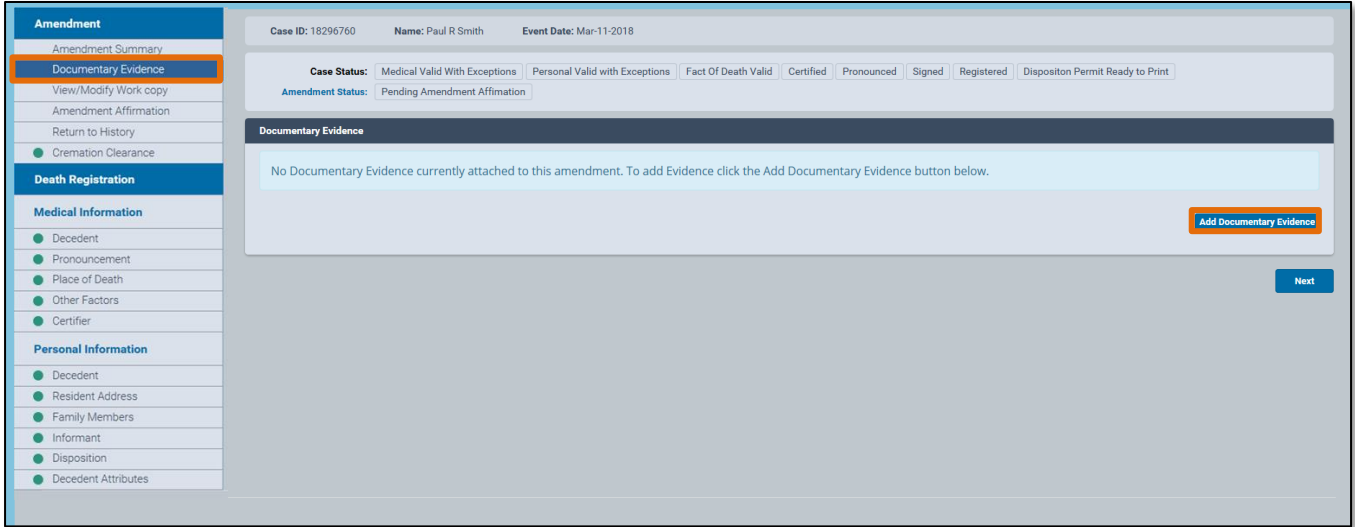 Amendment
Amendment Summary
Documentary Evidence
View/Modify Work copy
Amendment Affirmation
Return to History
Cremation Clearance
Death Registration
Medical Information
Decedent
Pronouncement
Place of Death
Other Factors
Certifier
Personal Information
Decedent
Resident Address
Family Members
Informant
Disposition
Decedent Attributes
Case ID: 18296760 Name: Paul R Smith Event Date: Mar-11-2018
Case Status: Medical Valid With Exceptions Personal Valid with Exceptions Fact Of Death Valid Certified Pronounced Signed Registered Dispositon Permit Ready to Print
Amendment Status: Pending Amendment Affimation
Documentary Evidence
No Documentary Evidence currently attached to this amendment. To add Evidence click the Add Documentary Evidence button below.
Add Documentary Evidence
Next